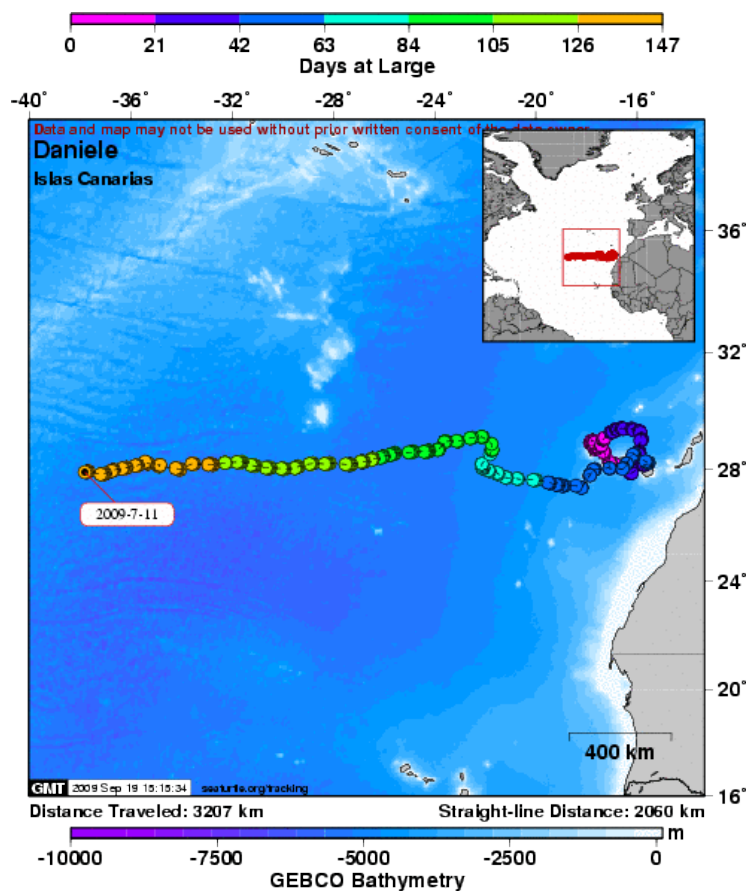 0 21 42 63 84 105 126 147
Days at Large
-40° -36° -32° -28° -24° -20° -16°
Data and map may not be used without prior written consent of the data owner
Daniele
Islas Canarias
36°
32°
28°
2009-7-11
24°
20°
400 km
16°
GMT 2009 Sep 19 15:15:34 seaturtle.org/tracking
Distance Traveled: 3207 km Straight-line Distance: 2060 km
m
-10000 -7500 -5000 -2500 0
GEBCO Bathymetry